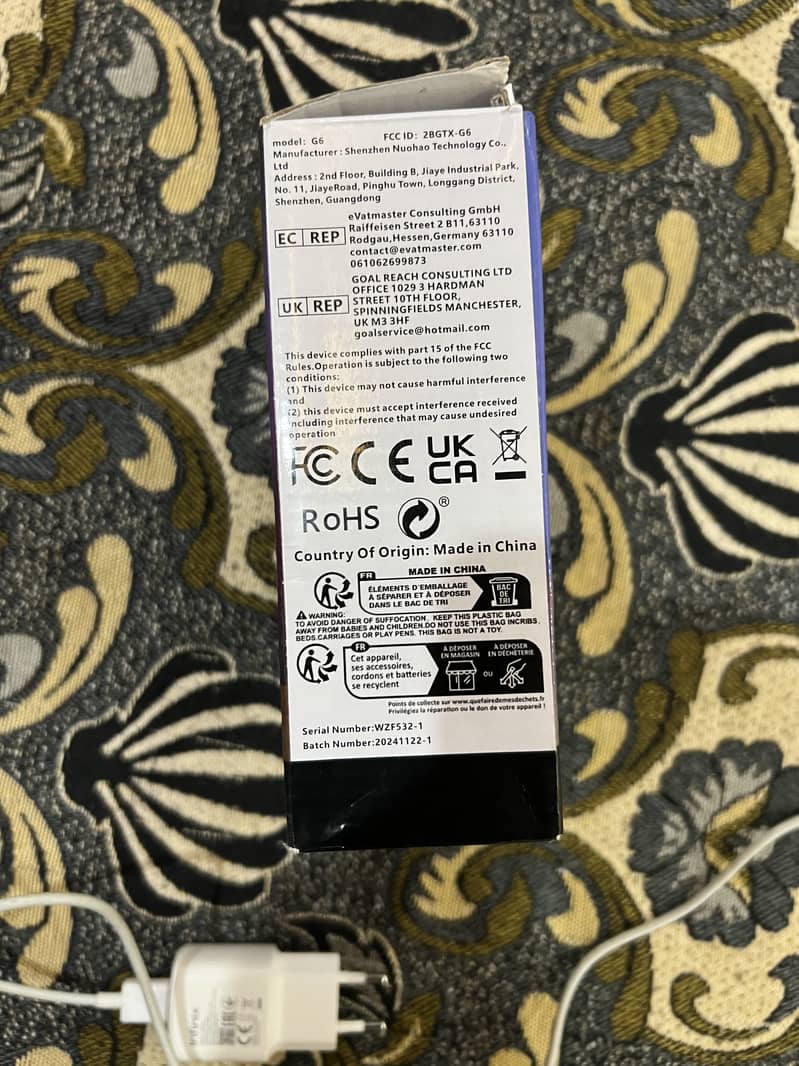 model: G6 FCC ID: 2BGTX-G6
Manufacturer : Shenzhen Nuohao Technology Co.,
Ltd
Address : 2nd Floor, Building B, Jiaye Industrial Park,
No. 11, JiayeRoad, Pinghu Town, Longgang District,
Shenzhen, Guangdong
EC REP
eVatmaster Consulting GmbH
Raiffeisen Street 2 B11,63110
Rodgau,Hessen,Germany 63110
contact@evatmaster.com
061062699873
UK REP
GOAL REACH CONSULTING LTD
OFFICE 1029 3 HARDMAN
STREET 10TH FLOOR,
SPINNINGFIELDS MANCHESTER,
UK M3 3HF
goalservice@hotmail.com
This device complies with part 15 of the FCC
Rules.Operation is subject to the following two
conditions:
(1) This device may not cause harmful interference
and
(2) this device must accept interference received
including interference that may cause undesired
operation
FC CE UK
CA
RoHS ®
Country Of Origin: Made in China
MADE IN CHINA
FR
ÉLÉMENTS D'EMBALLAGE
À SÉPARER ET À DÉPOSER
DANS LE BAC DE TRI
BAC
DE
TRI
WARNING:
TO AVOID DANGER OF SUFFOCATION. KEEP THIS PLASTIC BAG
AWAY FROM BABIES AND CHILDREN.DO NOT USE THIS BAG INCRIBS.
BEDS.CARRIAGES OR PLAY PENS. THIS BAG IS NOT A TOY.
FR
Cet appareil,
ses accessoires,
cordons et batteries
se recyclent
À DÉPOSER
EN MAGASIN
OU
À DÉPOSER
EN DÉCHÈTERIE
Points de collecte sur www.quefairedemesdechets.fr
Privilégiez la réparation ou le don de votre appareil !
Serial Number:WZF532-1
Batch Number:20241122-1
Infinix